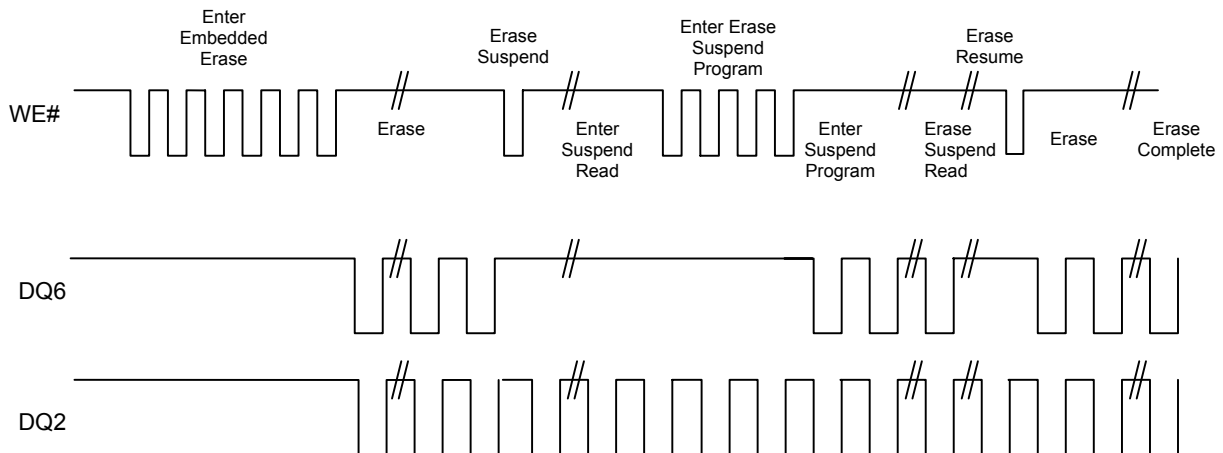 Enter
Embedded
Erase
Erase
Suspend
Enter Erase
Suspend
Program
Erase
Resume
WE#
Erase
Enter
Suspend
Read
Enter
Suspend
Program
Erase
Suspend
Read
Erase
Erase
Complete
DQ6
DQ2